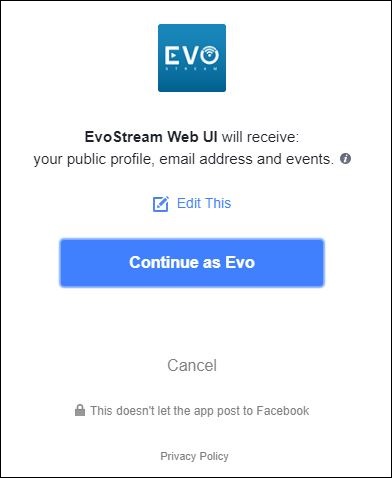 EVO
STREAM
EvoStream Web UI will receive:
your public profile, email address and events.
Edit This
Continue as Evo
Cancel
This doesn't let the app post to Facebook
Privacy Policy